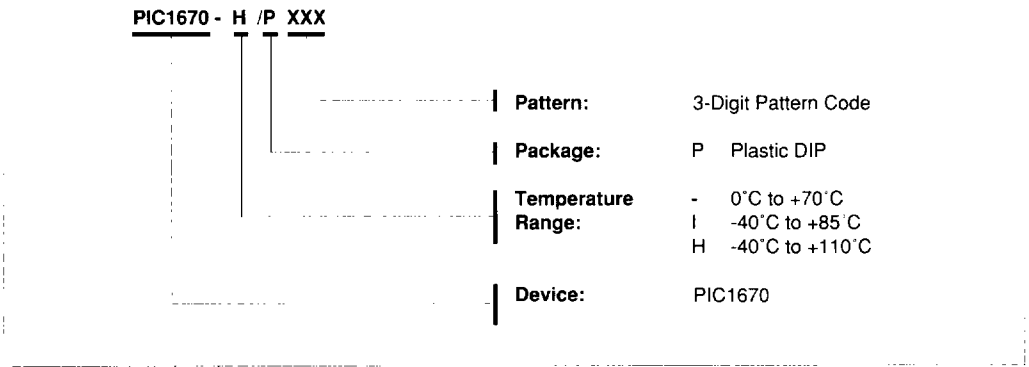 PIC1670 - H /P XXX
Pattern: 3-Digit Pattern Code
Package: P Plastic DIP
Temperature - 0°C to +70°C
Range: I -40°C to +85°C
H -40°C to +110°C
Device: PIC1670